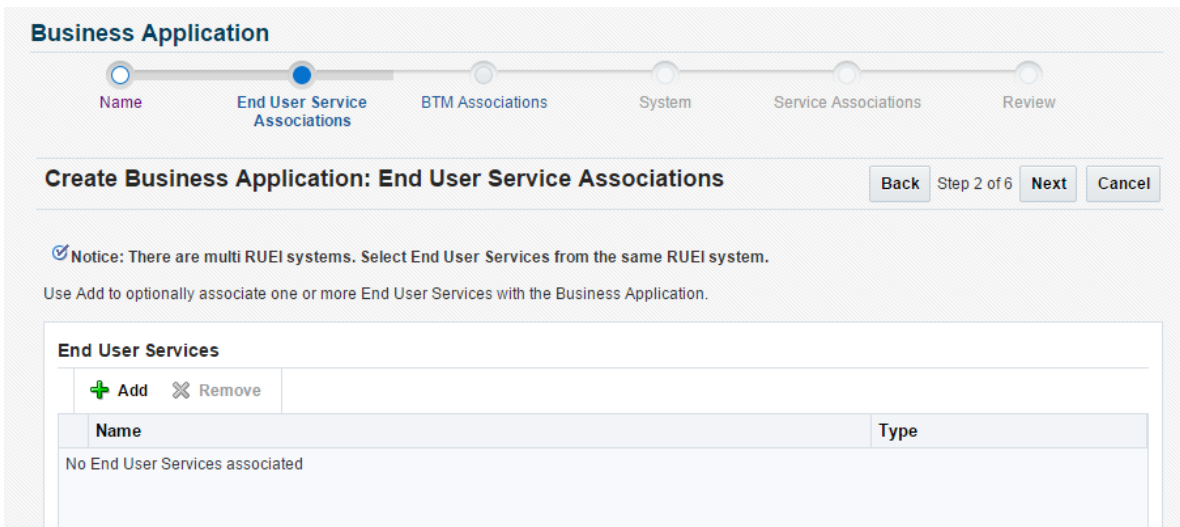 Business Application
Name
End User Service
Associations
BTM Associations
System
Service Associations
Review
Create Business Application: End User Service Associations
Back Step 2 of 6 Next Cancel
Notice: There are multi RUEI systems. Select End User Services from the same RUEI system.
Use Add to optionally associate one or more End User Services with the Business Application.
End User Services
Add Remove
Name Type
No End User Services associated